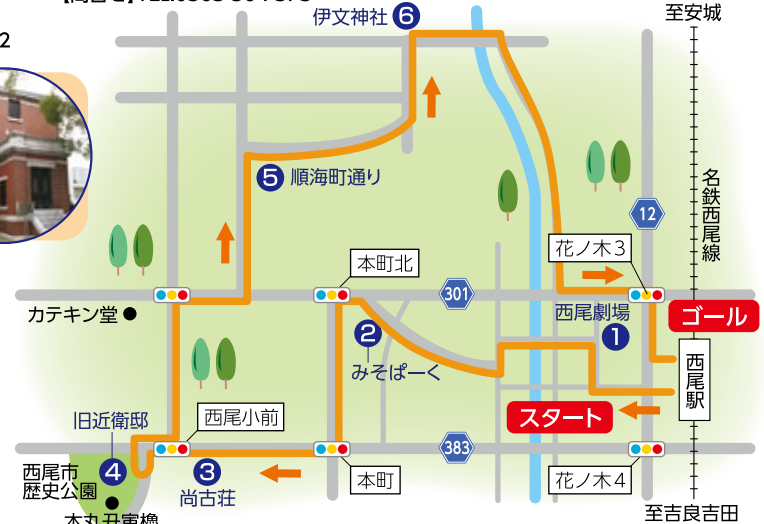 2
伊文神社 6
至安城
5 順海町通り
名鉄西尾線
12
花ノ木3
本町北
301
カテキン堂
西尾劇場
1
ゴール
2
みそぱーく
西尾駅
スタート
旧近衛邸
西尾小前
383
西尾市
歴史公園
4
3
尚古荘
本町
花ノ木4
至吉良吉田